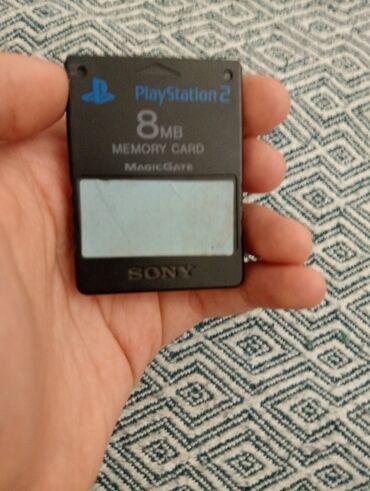 PlayStation 2
8MB
MEMORY CARD
MAGICGATE
SONY